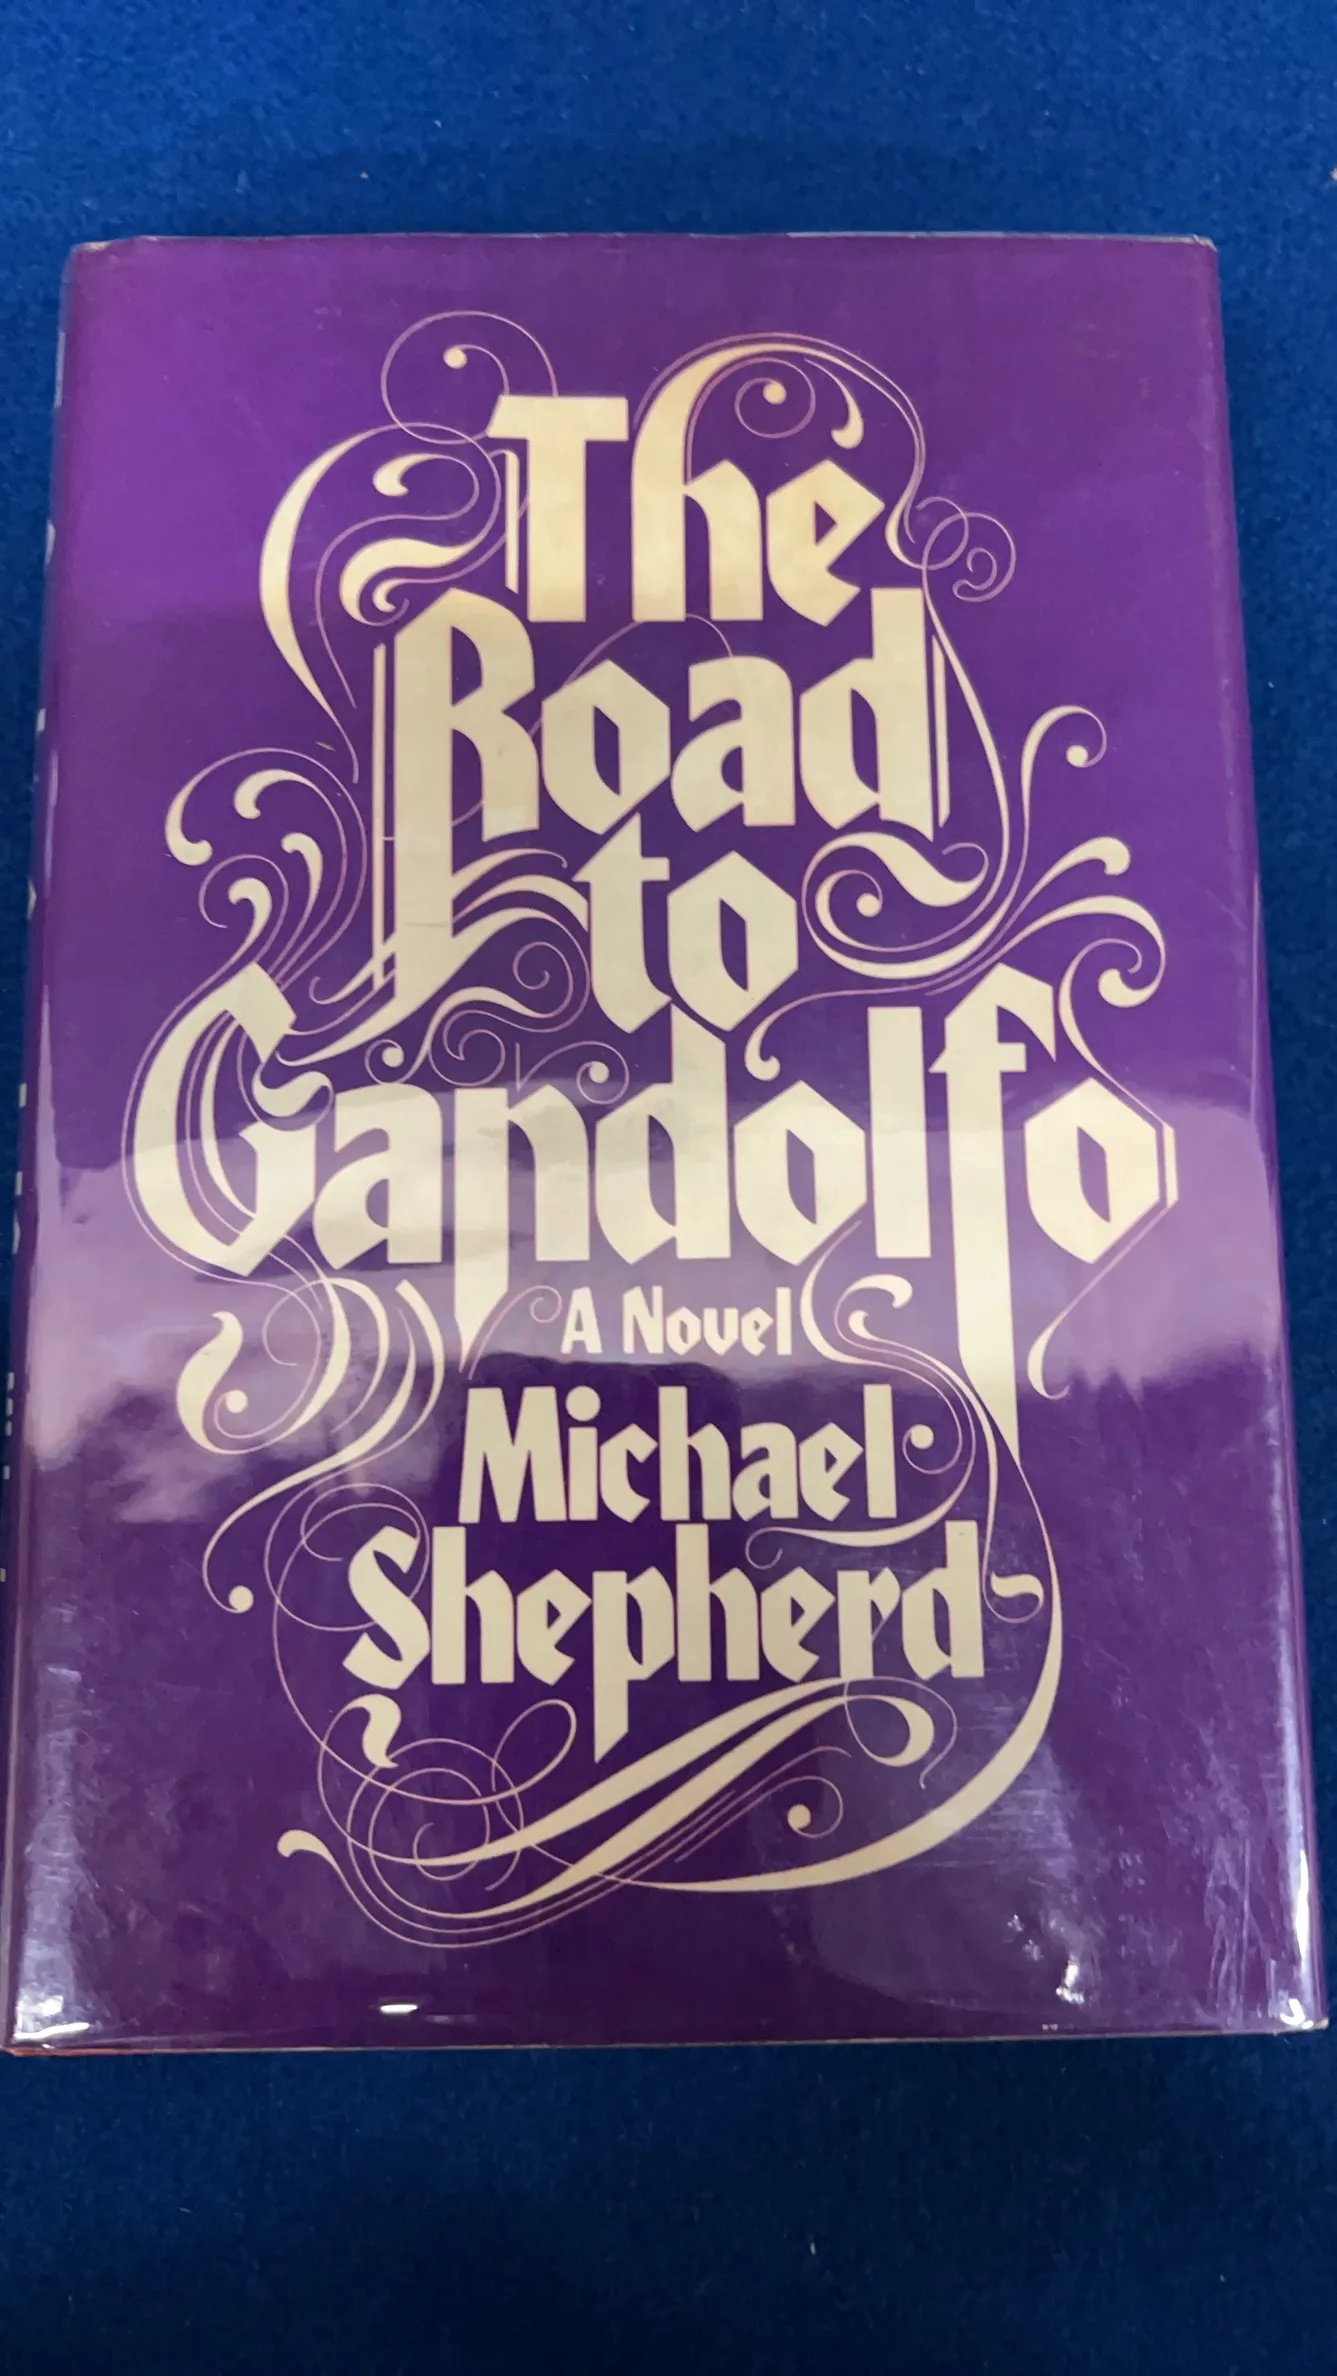 The
Road
to
Gandolfo
A Novel
Michael
Shepherd